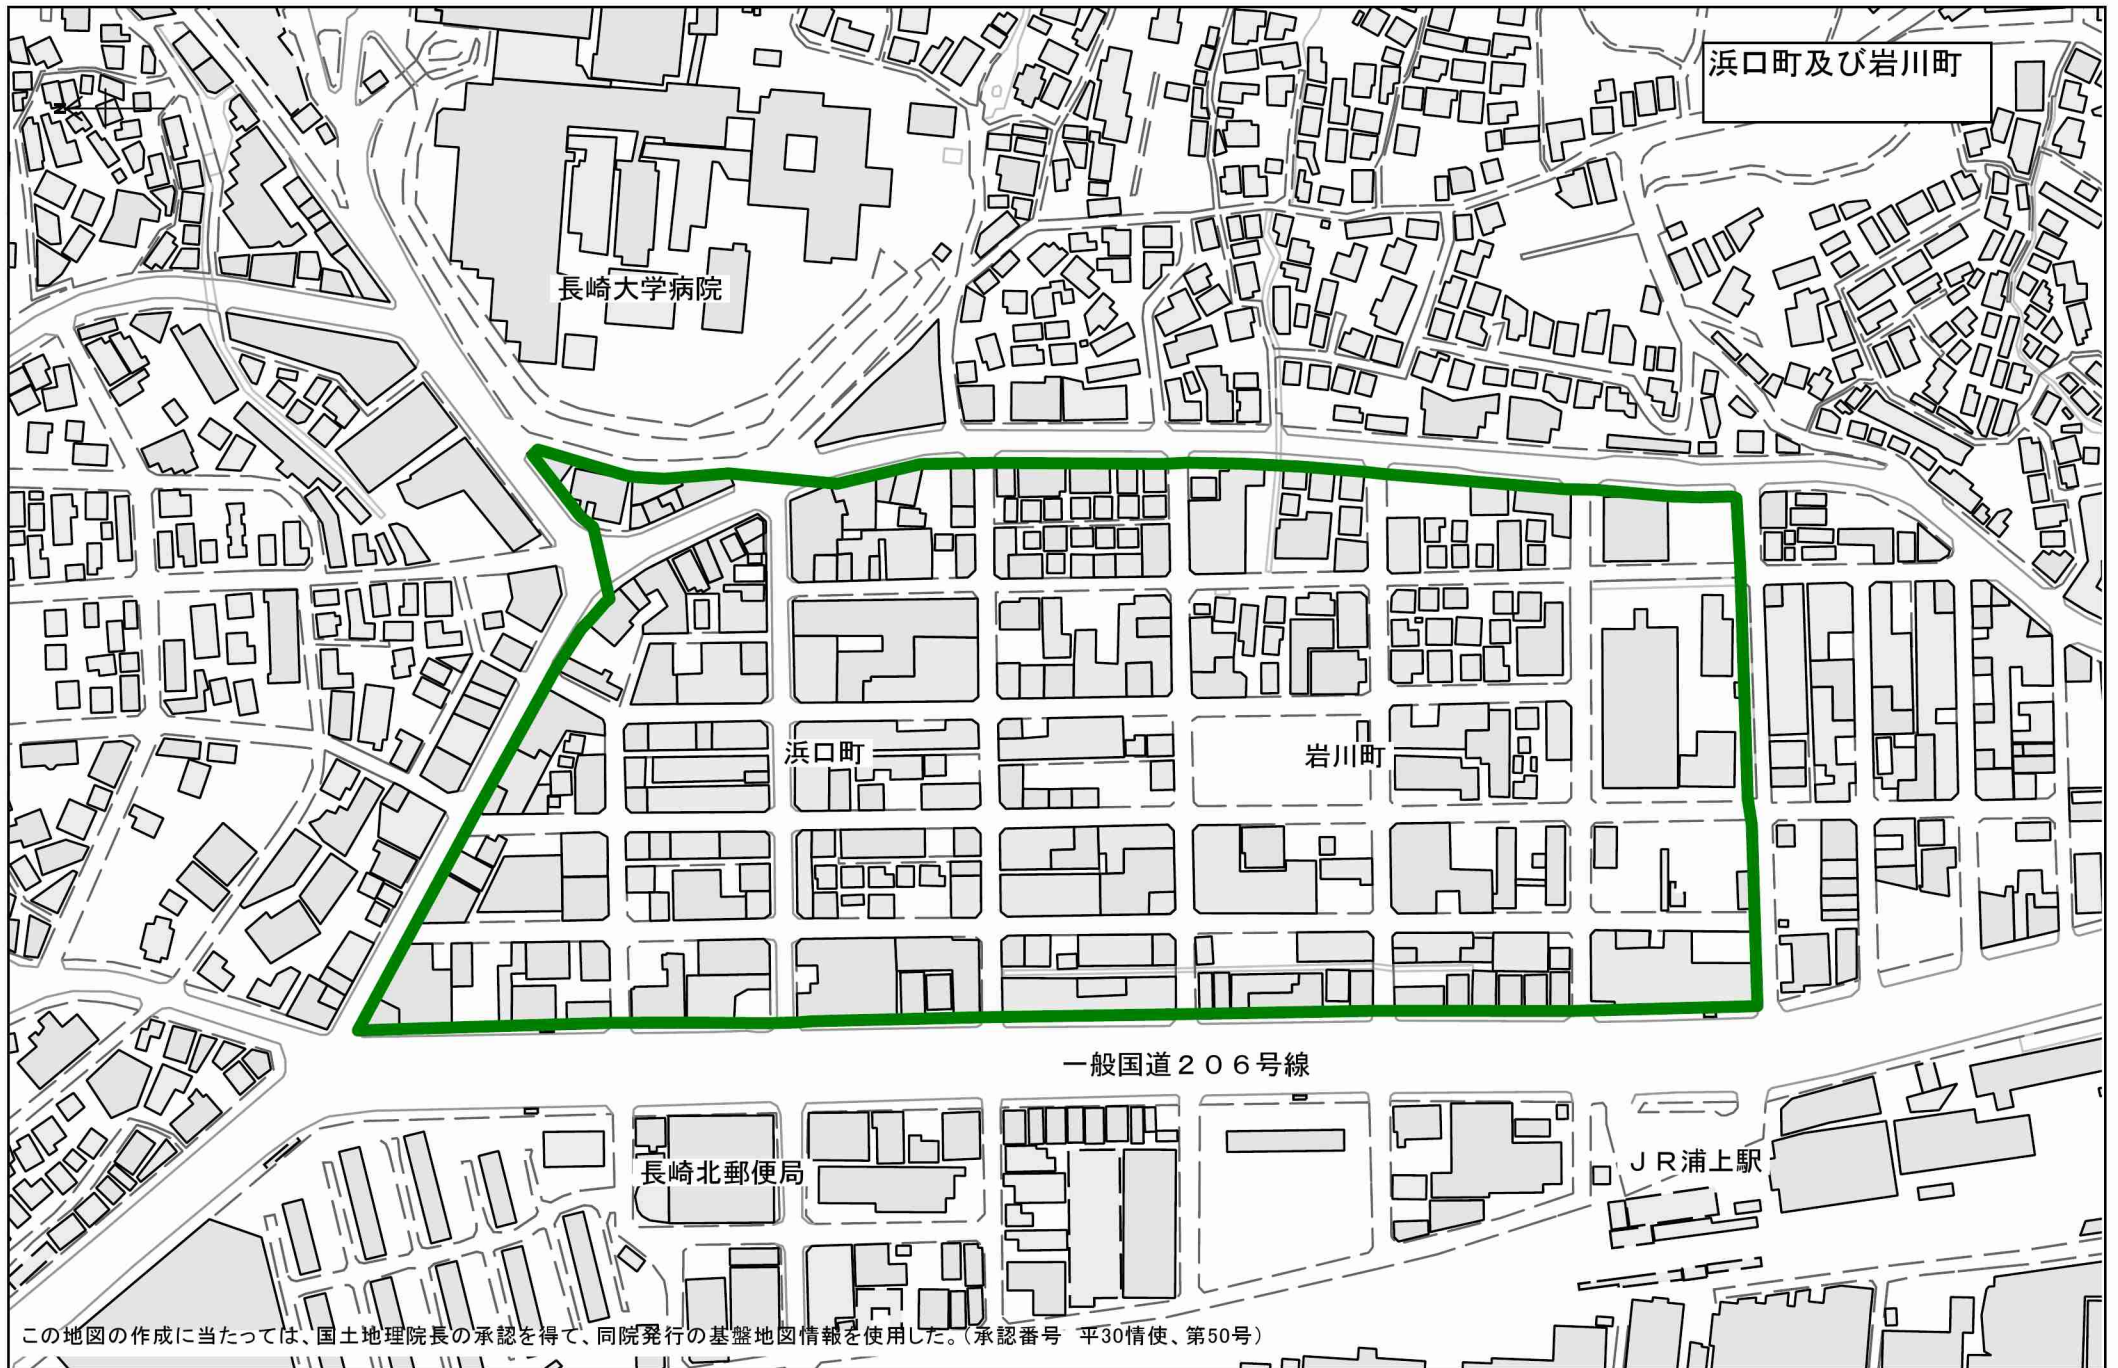 浜口町及び岩川町
N
長崎大学病院
浜口町
岩川町
一般国道２０６号線
長崎北郵便局
ＪＲ浦上駅
この地図の作成に当たっては、国土地理院長の承認を得て、同院発行の基盤地図情報を使用した。（承認番号　平30情使、第50号）